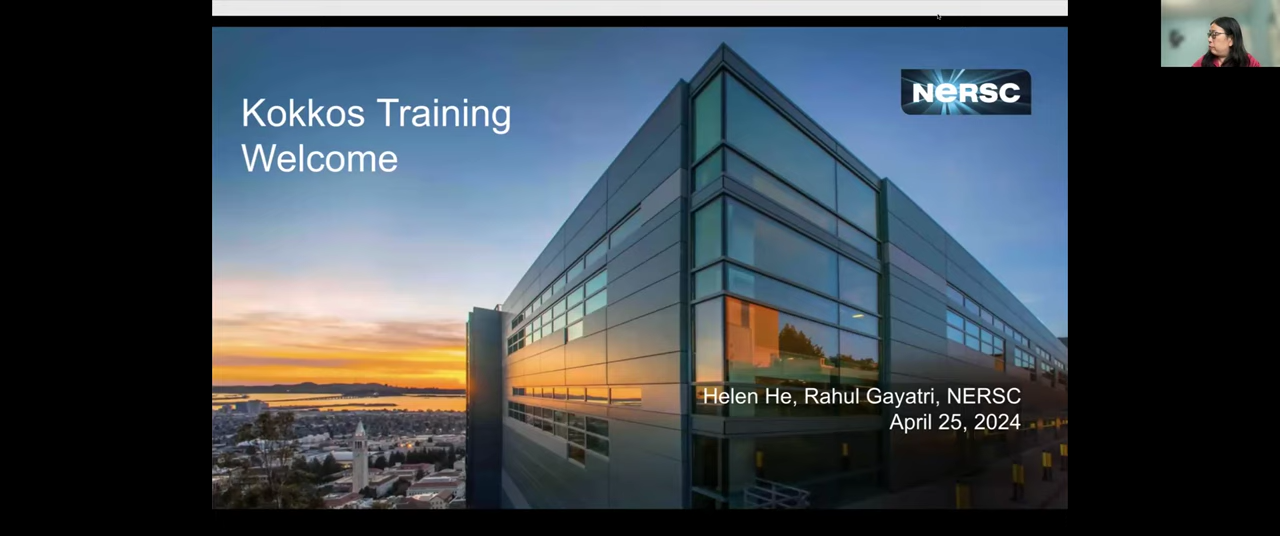 Kokkos Training
Welcome
NERSC
Helen He, Rahul Gayatri, NERSC
April 25, 2024